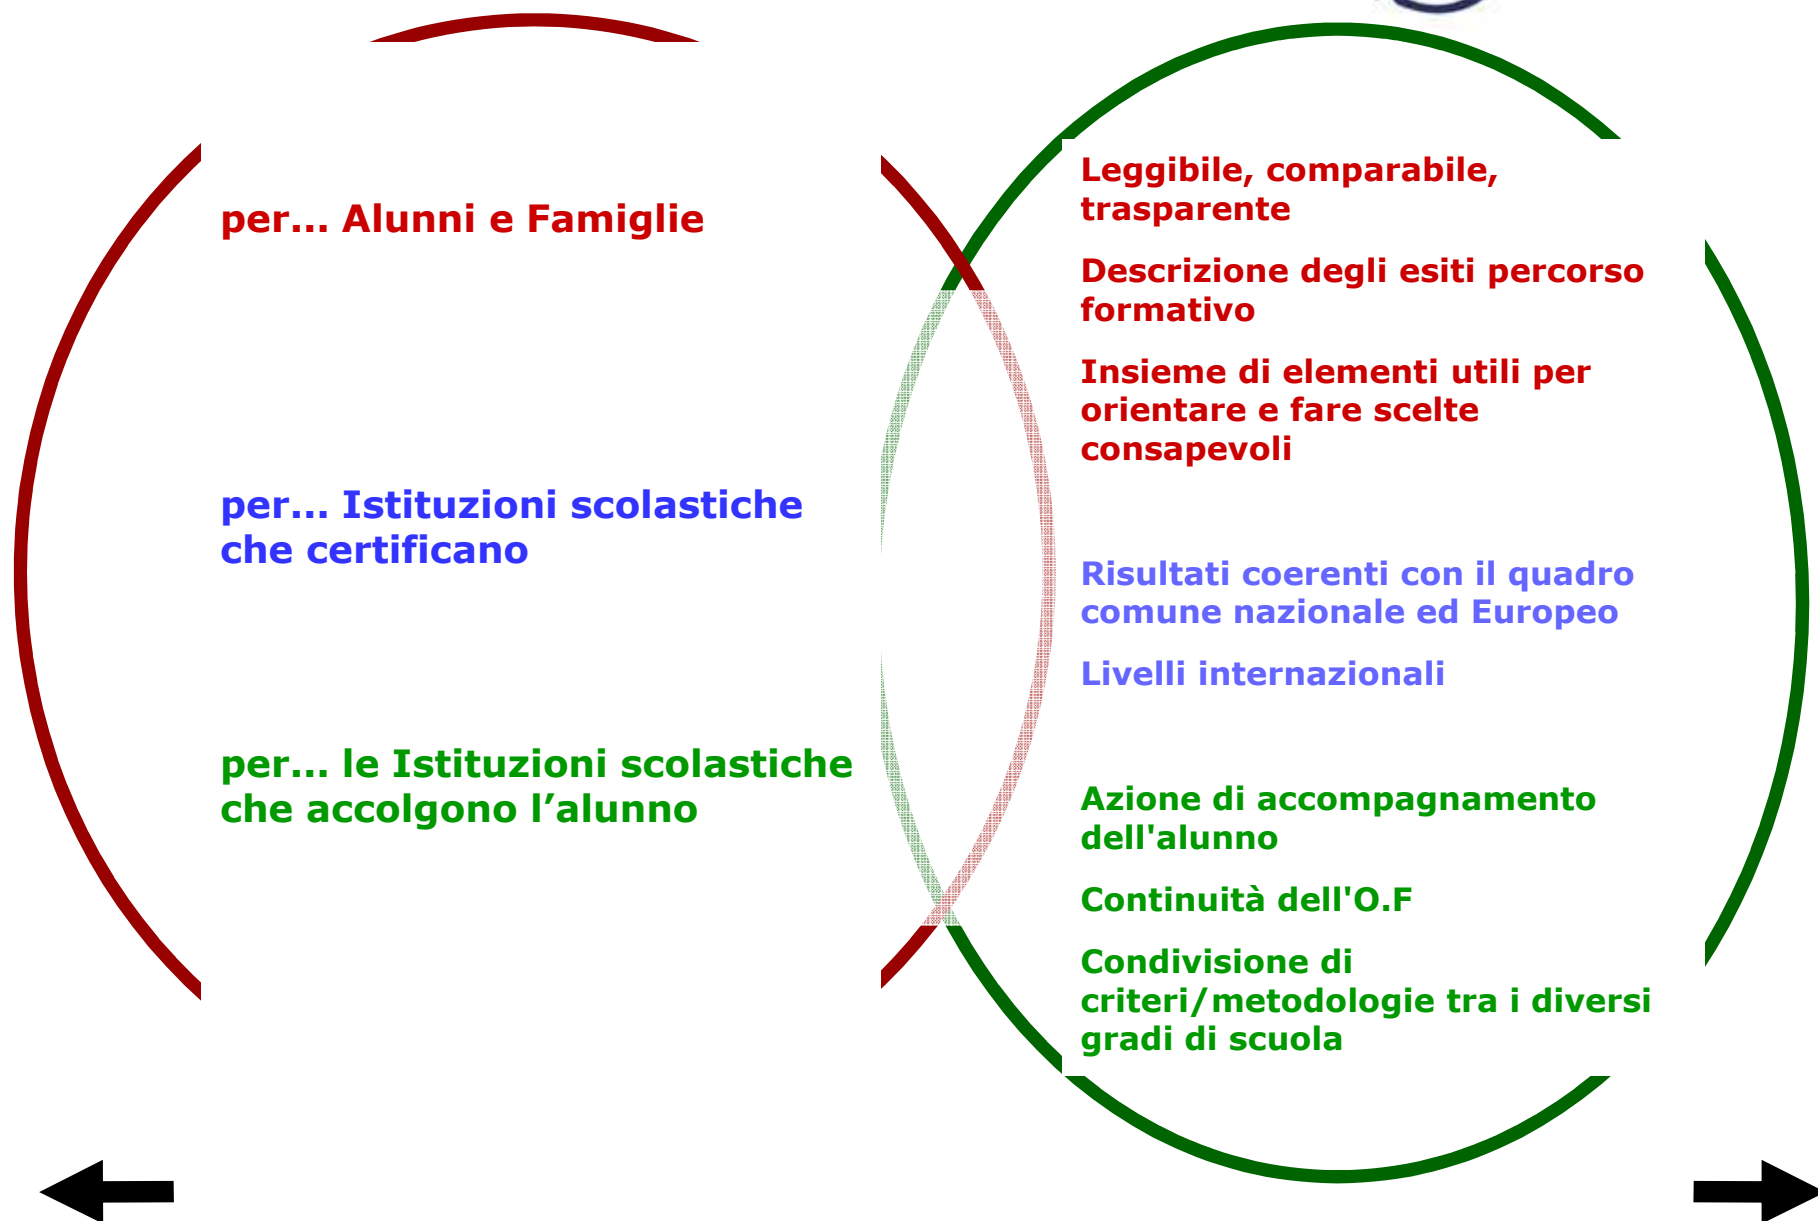 per... Alunni e Famiglie
per... Istituzioni scolastiche
che certificano
per... le Istituzioni scolastiche
che accolgono l’alunno
Leggibile, comparabile,
trasparente
Descrizione degli esiti percorso
formativo
Insieme di elementi utili per
orientare e fare scelte
consapevoli
Risultati coerenti con il quadro
comune nazionale ed Europeo
Livelli internazionali
Azione di accompagnamento
dell'alunno
Continuità dell'O.F
Condivisione di
criteri/metodologie tra i diversi
gradi di scuola